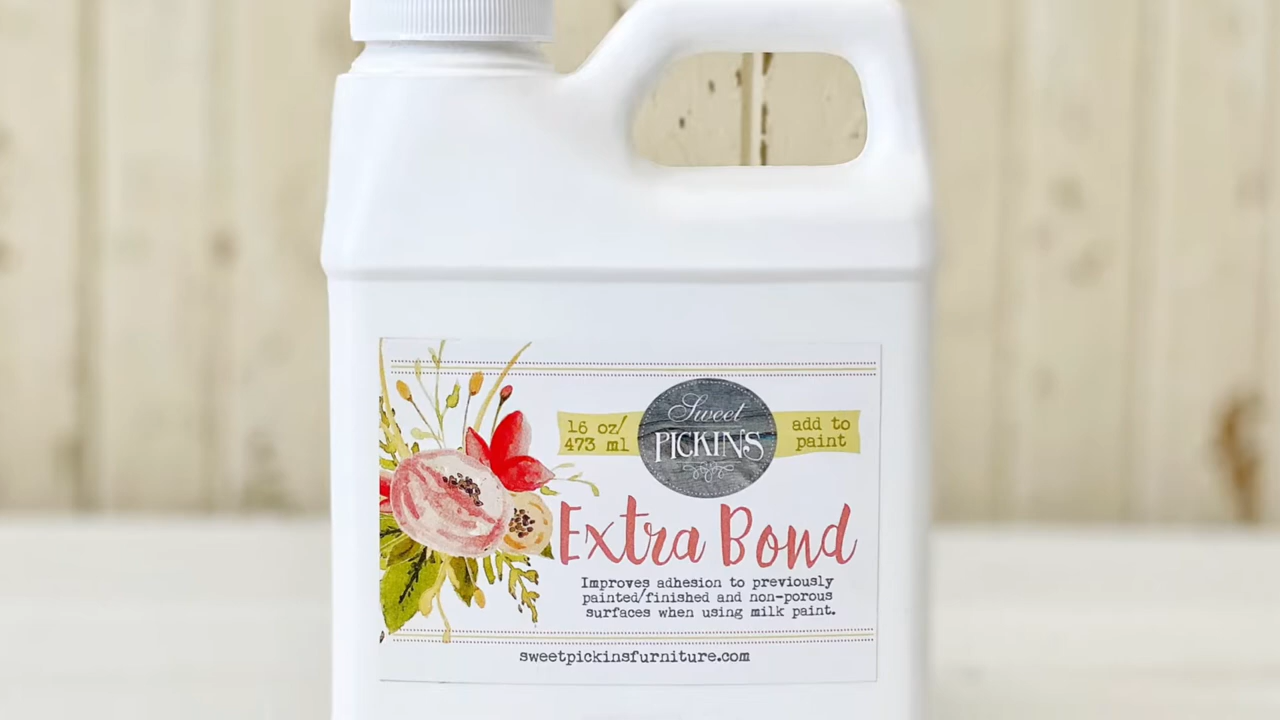 16 oz/
473 ml
Sweet
PICKINS
add to
paint
Extra Bond
Improves adhesion to previously
painted/finished and non-porous
surfaces when using milk paint.
sweetpickinsfurniture.com